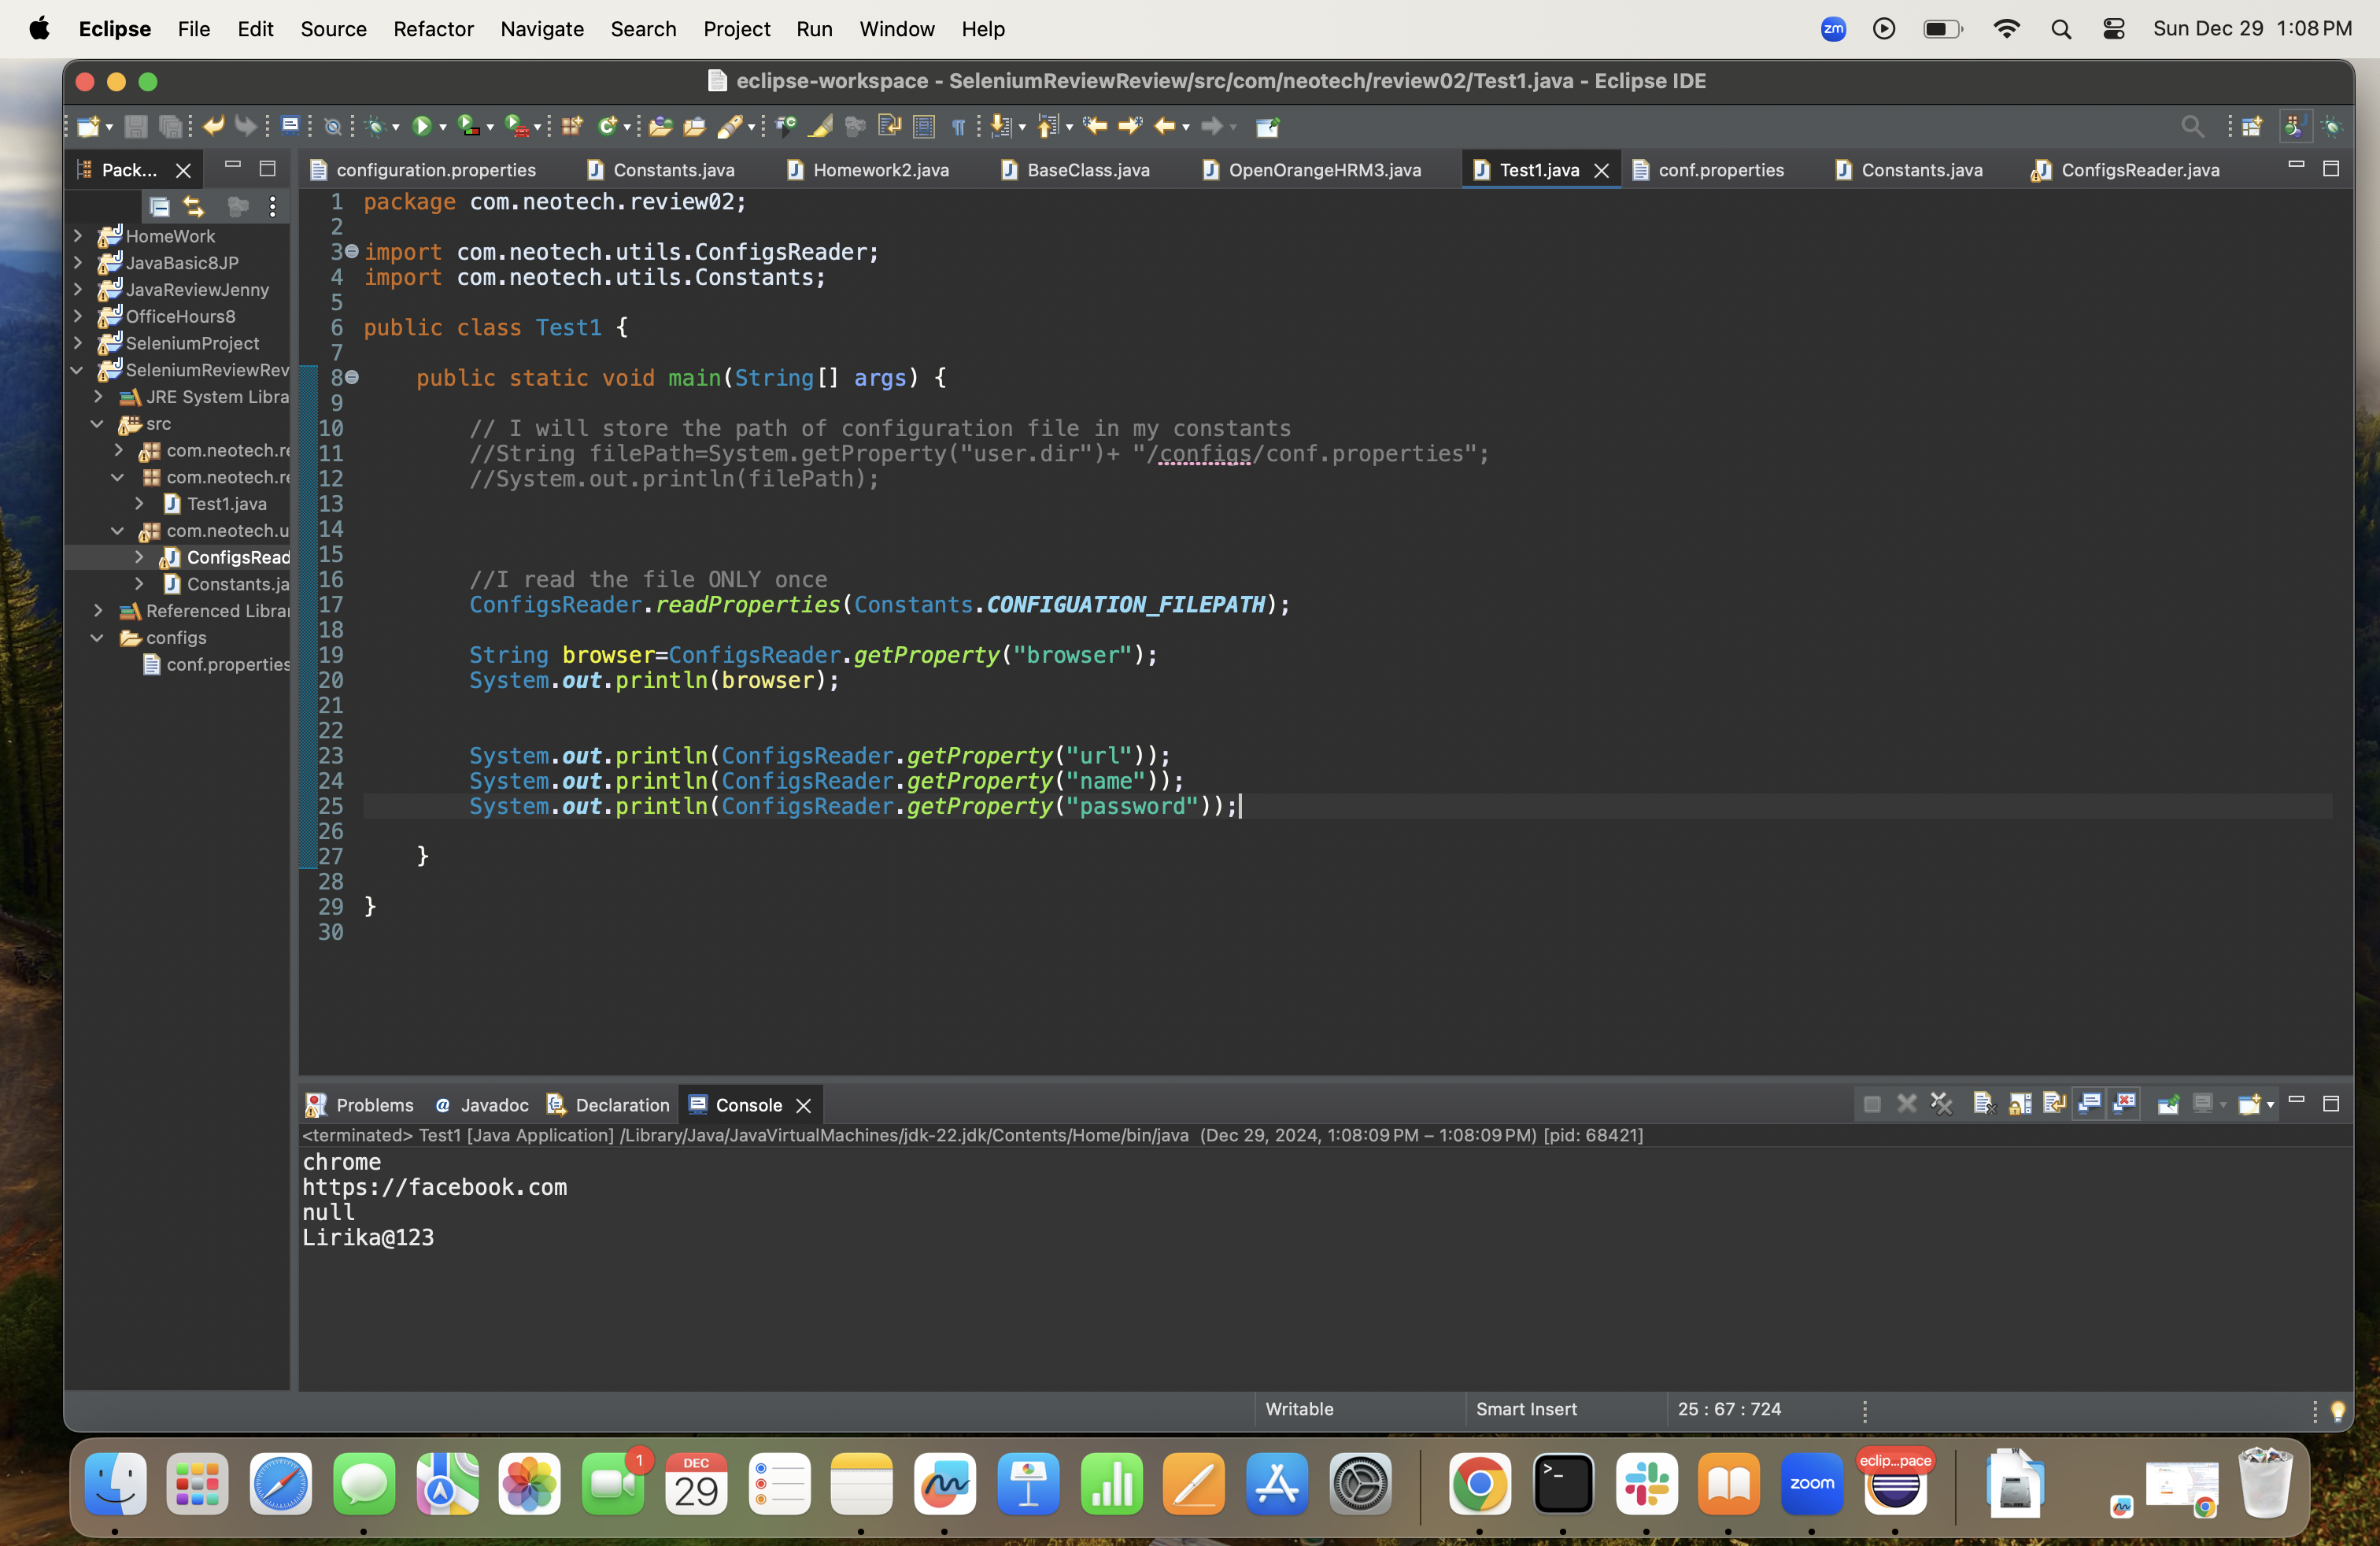 Eclipse File Edit Source Refactor Navigate Search Project Run Window Help zm Sun Dec 29 1:08 PM
eclipse-workspace - SeleniumReviewReview/src/com/neotech/review02/Test1.java - Eclipse IDE
Pack...
configuration.properties Constants.java Homework2.java BaseClass.java OpenOrangeHRM3.java Test1.java conf.properties Constants.java ConfigsReader.java
HomeWork
JavaBasic8JP
JavaReviewJenny
OfficeHours8
SeleniumProject
SeleniumReviewRev
JRE System Libra
src
com.neotech.re
com.neotech.re
Test1.java
com.neotech.u
ConfigsRead
Constants.ja
Referenced Librar
configs
conf.properties
1 package com.neotech.review02;
2
3 import com.neotech.utils.ConfigsReader;
4 import com.neotech.utils.Constants;
5
6 public class Test1 {
7
8 public static void main(String[] args) {
9
10 // I will store the path of configuration file in my constants
11 //String filePath=System.getProperty("user.dir")+ "/configs/conf.properties";
12 //System.out.println(filePath);
13
14
15
16 //I read the file ONLY once
17 ConfigsReader.readProperties(Constants.CONFIGUATION_FILEPATH);
18
19 String browser=ConfigsReader.getProperty("browser");
20 System.out.println(browser);
21
22
23 System.out.println(ConfigsReader.getProperty("url"));
24 System.out.println(ConfigsReader.getProperty("name"));
25 System.out.println(ConfigsReader.getProperty("password"));
26
27 }
28
29 }
30
Problems @ Javadoc Declaration Console
<terminated> Test1 [Java Application] /Library/Java/JavaVirtualMachines/jdk-22.jdk/Contents/Home/bin/java (Dec 29, 2024, 1:08:09 PM – 1:08:09 PM) [pid: 68421]
chrome
https://facebook.com
null
Lirika@123
Writable Smart Insert 25 : 67 : 724
1
DEC
29
zoom
eclip...pace